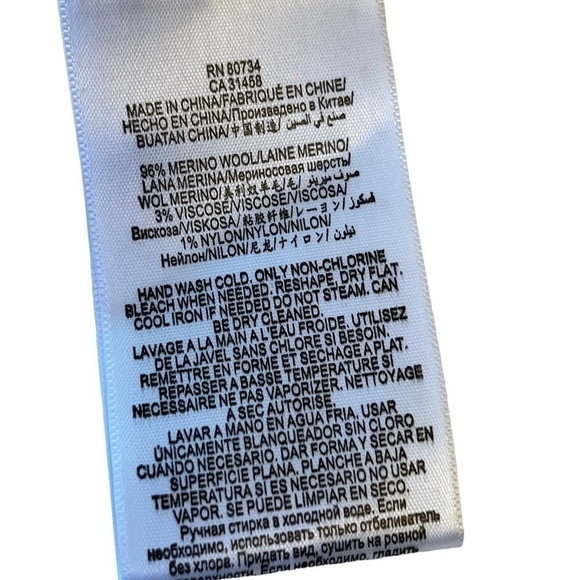 RN 80734
CA 31458
MADE IN CHINA/FABRIQUÉ EN CHINE/
HECHO EN CHINA/Произведено в Китае/
BUATAN CHINA/中国制造/ صنع في الصين
96% MERINO WOOL/LAINE MERINO/
LANA MERINA/Мериносовая шерсть/
WOL MERINO/美利奴羊毛/毛/ صوف مرينو
3% VISCOSE/VISCOSE/VISCOSA/
Вискоза/VISKOSA/粘胶纤维/レーヨン/ فسكوز
1% NYLON/NYLON/NILON/
Нейлон/NILON/尼龙/ナイロン/ نيلون
HAND WASH COLD. ONLY NON-CHLORINE
BLEACH WHEN NEEDED. RESHAPE, DRY FLAT.
COOL IRON IF NEEDED DO NOT STEAM. CAN
BE DRY CLEANED.
LAVAGE A LA MAIN A L'EAU FROIDE. UTILISEZ
DE LA JAVEL SANS CHLORE SI BESOIN.
REMETTRE EN FORME ET SECHAGE A PLAT.
REPASSER A BASSE TEMPERATURE SI
NECESSAIRE NE PAS VAPORIZER. NETTOYAGE
A SEC AUTORISE
LAVAR A MANO EN AGUA FRIA. USAR
ÚNICAMENTE BLANQUEADOR SIN CLORO
CUANDO NECESARIO. DAR FORMA Y SECAR EN
SUPERFICIE PLANA. PLANCHE A BAJA
TEMPERATURA SI ES NECESARIO NO USAR
VAPOR. SE PUEDE LIMPIAR EN SECO.
Ручная стирка в холодной воде. Если
необходимо, использовать только отбеливатель
без хлора. Придать вид, сушить на ровной
поверхности. Если необходимо, гладить